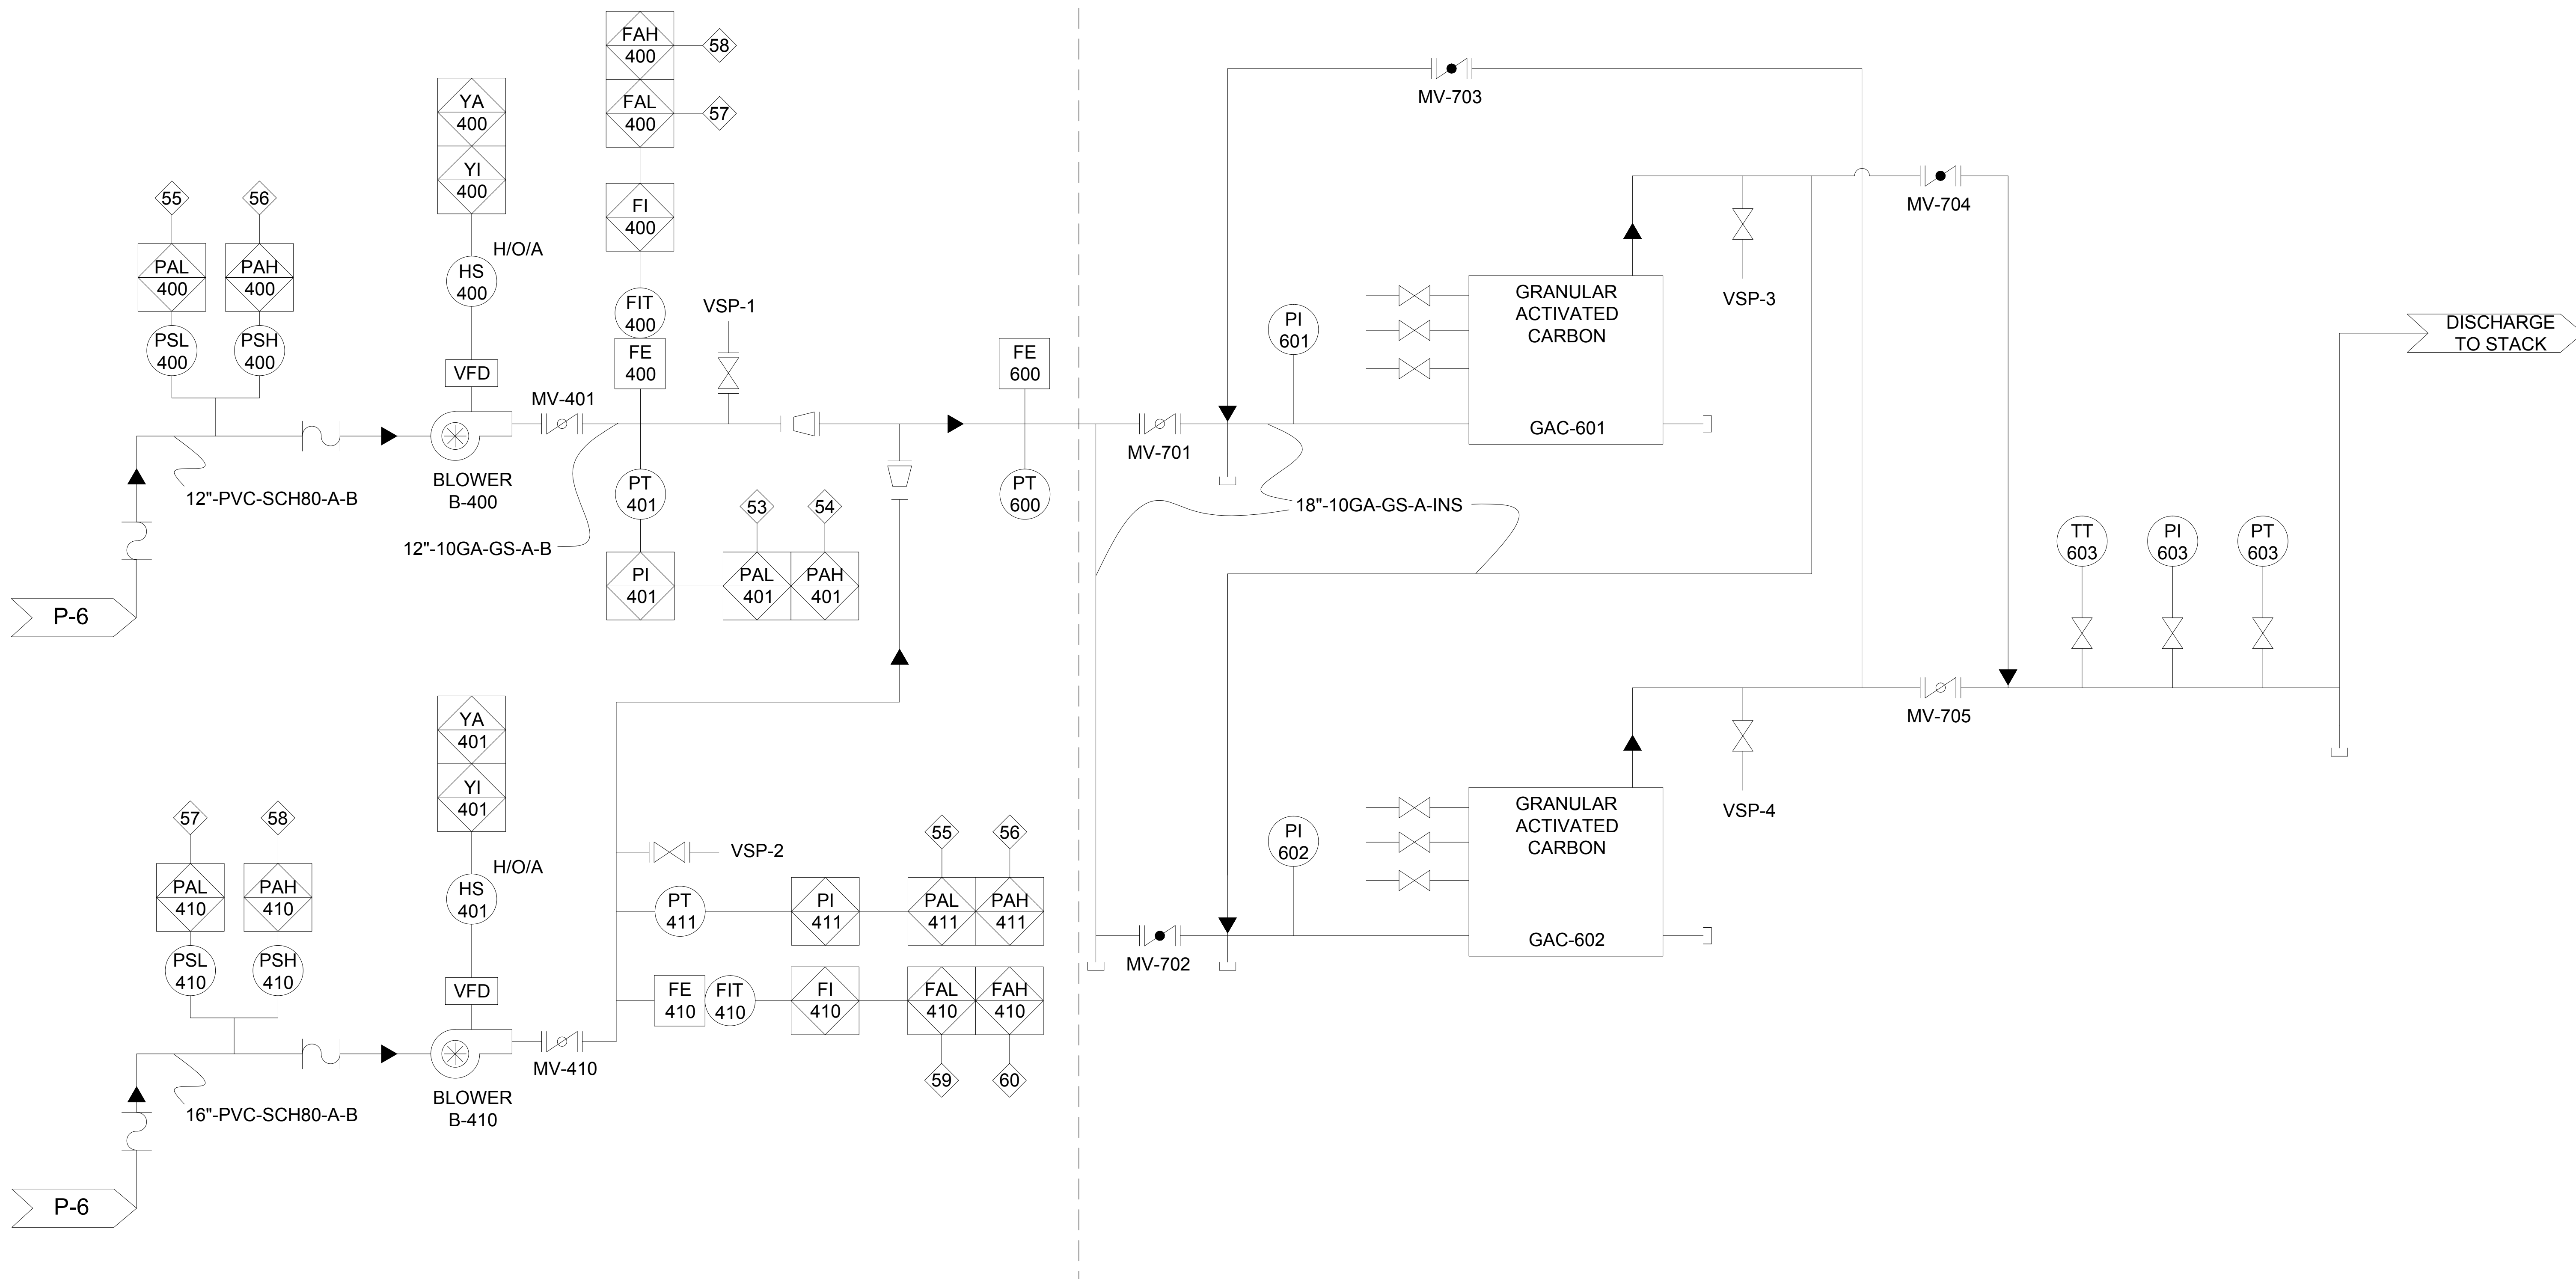 FAH
400
58
FAL
400
57
YA
400
YI
400
FI
400
H/O/A
HS
400
FIT
400
FE
400
VFD
55
56
PAL
400
PAH
400
PSL
400
PSH
400
12"-PVC-SCH80-A-B
P-6
BLOWER
B-400
MV-401
VSP-1
12"-10GA-GS-A-B
PT
401
PI
401
53
54
PAL
401
PAH
401
FE
600
PT
600
YA
401
YI
401
H/O/A
HS
401
VFD
57
58
PAL
410
PAH
410
PSL
410
PSH
410
16"-PVC-SCH80-A-B
P-6
BLOWER
B-410
MV-410
VSP-2
PT
411
PI
411
55
56
PAL
411
PAH
411
FE
410
FIT
410
FI
410
FAL
410
FAH
410
59
60
MV-703
MV-704
VSP-3
GRANULAR
ACTIVATED
CARBON
GAC-601
PI
601
MV-701
18"-10GA-GS-A-INS
DISCHARGE
TO STACK
TT
603
PI
603
PT
603
MV-705
VSP-4
GRANULAR
ACTIVATED
CARBON
GAC-602
PI
602
MV-702